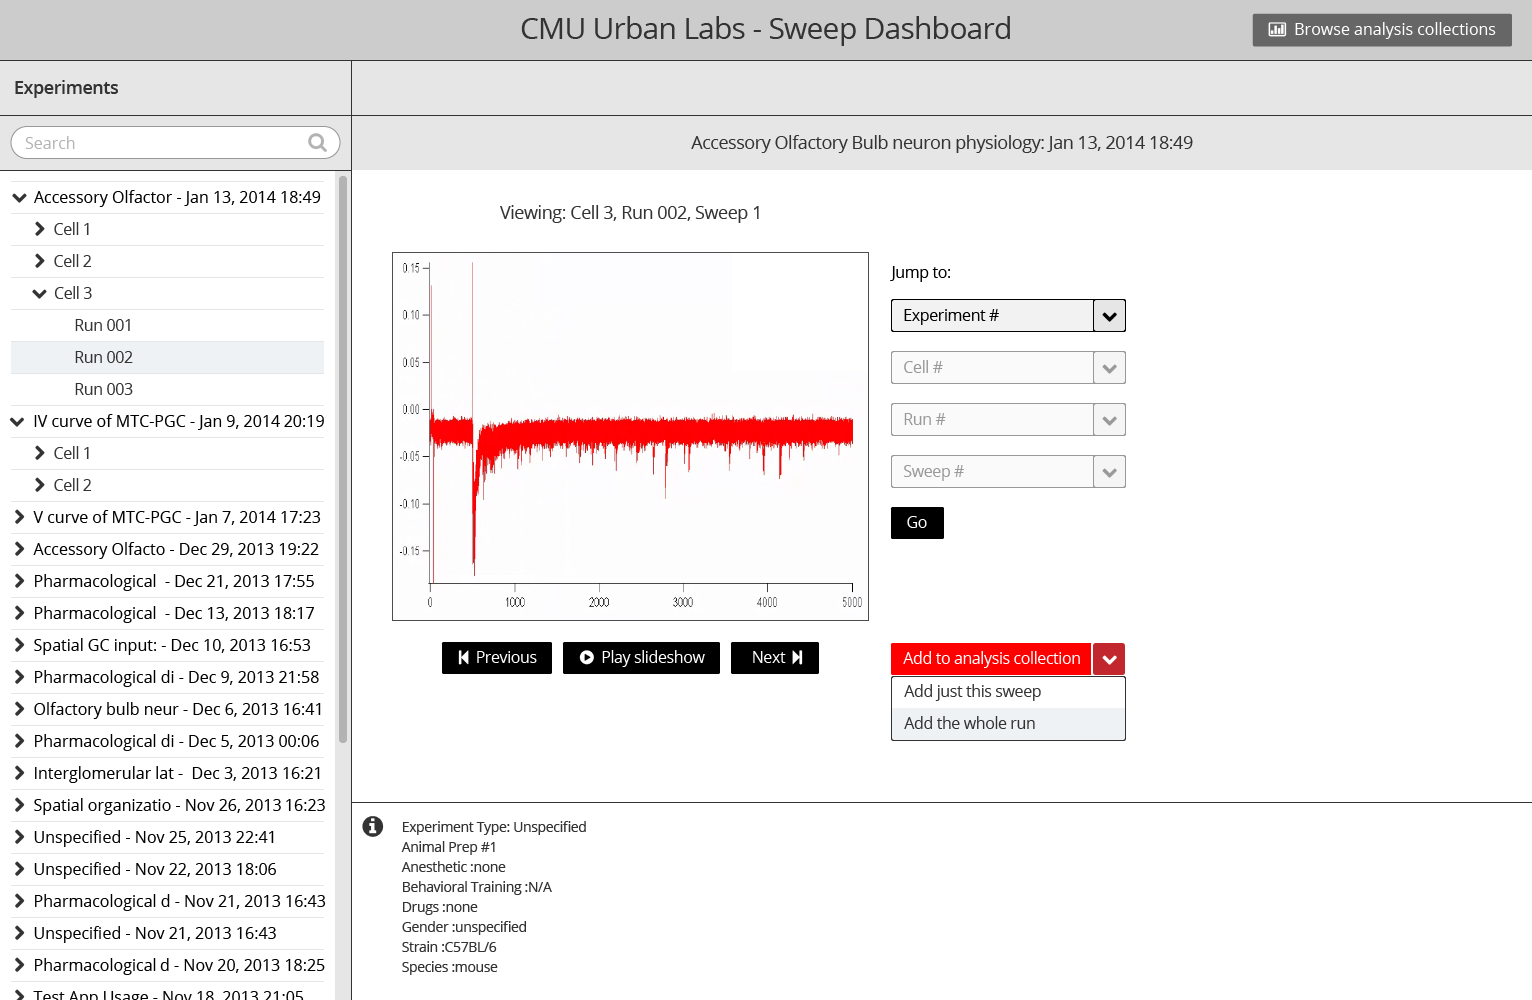 CMU Urban Labs - Sweep Dashboard
Browse analysis collections
Experiments
Search
Accessory Olfactory Bulb neuron physiology: Jan 13, 2014 18:49
Accessory Olfactor - Jan 13, 2014 18:49
Cell 1
Cell 2
Cell 3
Run 001
Run 002
Run 003
IV curve of MTC-PGC - Jan 9, 2014 20:19
Cell 1
Cell 2
V curve of MTC-PGC - Jan 7, 2014 17:23
Accessory Olfacto - Dec 29, 2013 19:22
Pharmacological - Dec 21, 2013 17:55
Pharmacological - Dec 13, 2013 18:17
Spatial GC input: - Dec 10, 2013 16:53
Pharmacological di - Dec 9, 2013 21:58
Olfactory bulb neur - Dec 6, 2013 16:41
Pharmacological di - Dec 5, 2013 00:06
Interglomerular lat - Dec 3, 2013 16:21
Spatial organizatio - Nov 26, 2013 16:23
Unspecified - Nov 25, 2013 22:41
Unspecified - Nov 22, 2013 18:06
Pharmacological d - Nov 21, 2013 16:43
Unspecified - Nov 21, 2013 16:43
Pharmacological d - Nov 20, 2013 18:25
Test App Usage - Nov 18, 2013 21:05
Viewing: Cell 3, Run 002, Sweep 1
0.15
0.10
0.05
0.00
-0.05
-0.10
-0.15
0 1000 2000 3000 4000 5000
Previous
Play slideshow
Next
Jump to:
Experiment #
Cell #
Run #
Sweep #
Go
Add to analysis collection
Add just this sweep
Add the whole run
Experiment Type: Unspecified
Animal Prep #1
Anesthetic :none
Behavioral Training :N/A
Drugs :none
Gender :unspecified
Strain :C57BL/6
Species :mouse